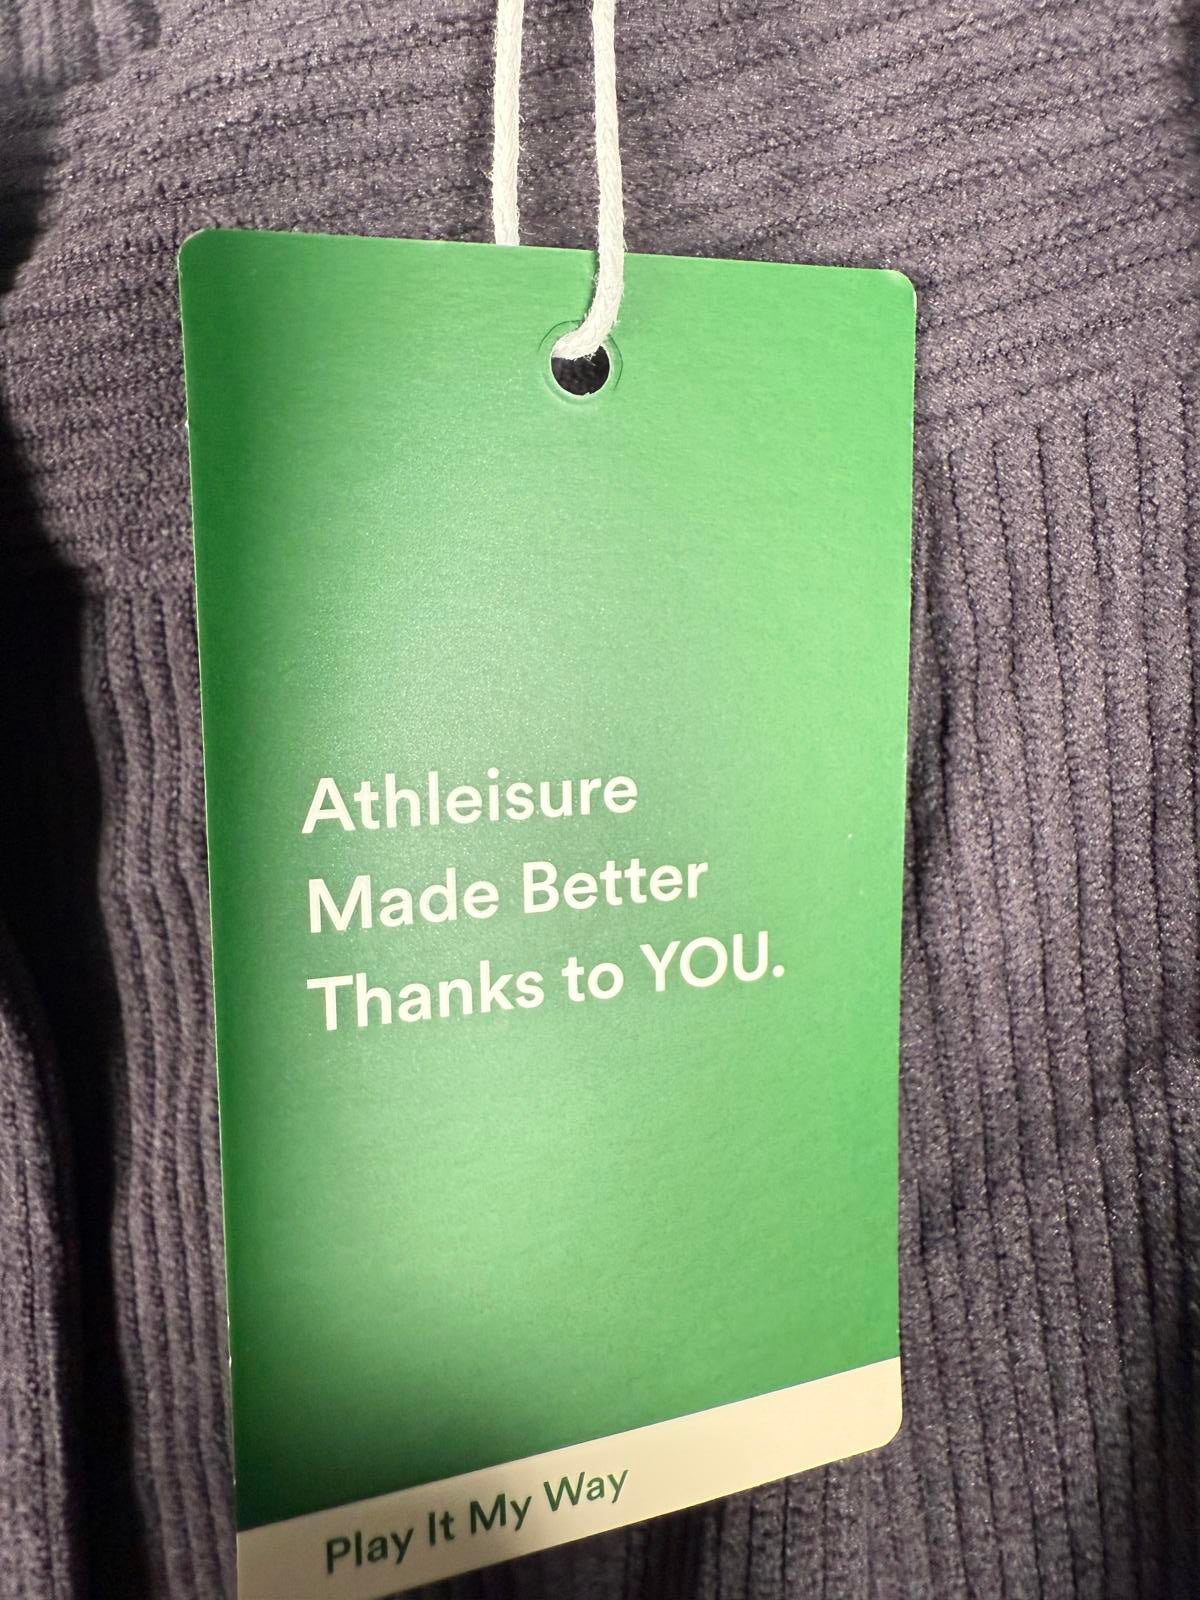 Athleisure
Made Better
Thanks to YOU.
Play It My Way